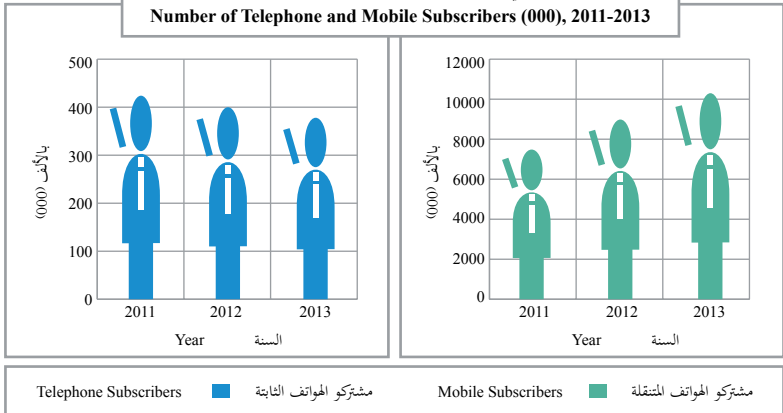 Number of Telephone and Mobile Subscribers (000), 2011-2013
بالألف (000)
500
400
300
200
100
0
2011 2012 2013
Year السنة
بالألف (000)
12000
10000
8000
6000
4000
2000
0
2011 2012 2013
Year السنة
Telephone Subscribers مشتركو الهواتف الثابتة
Mobile Subscribers مشتركو الهواتف المتنقلة